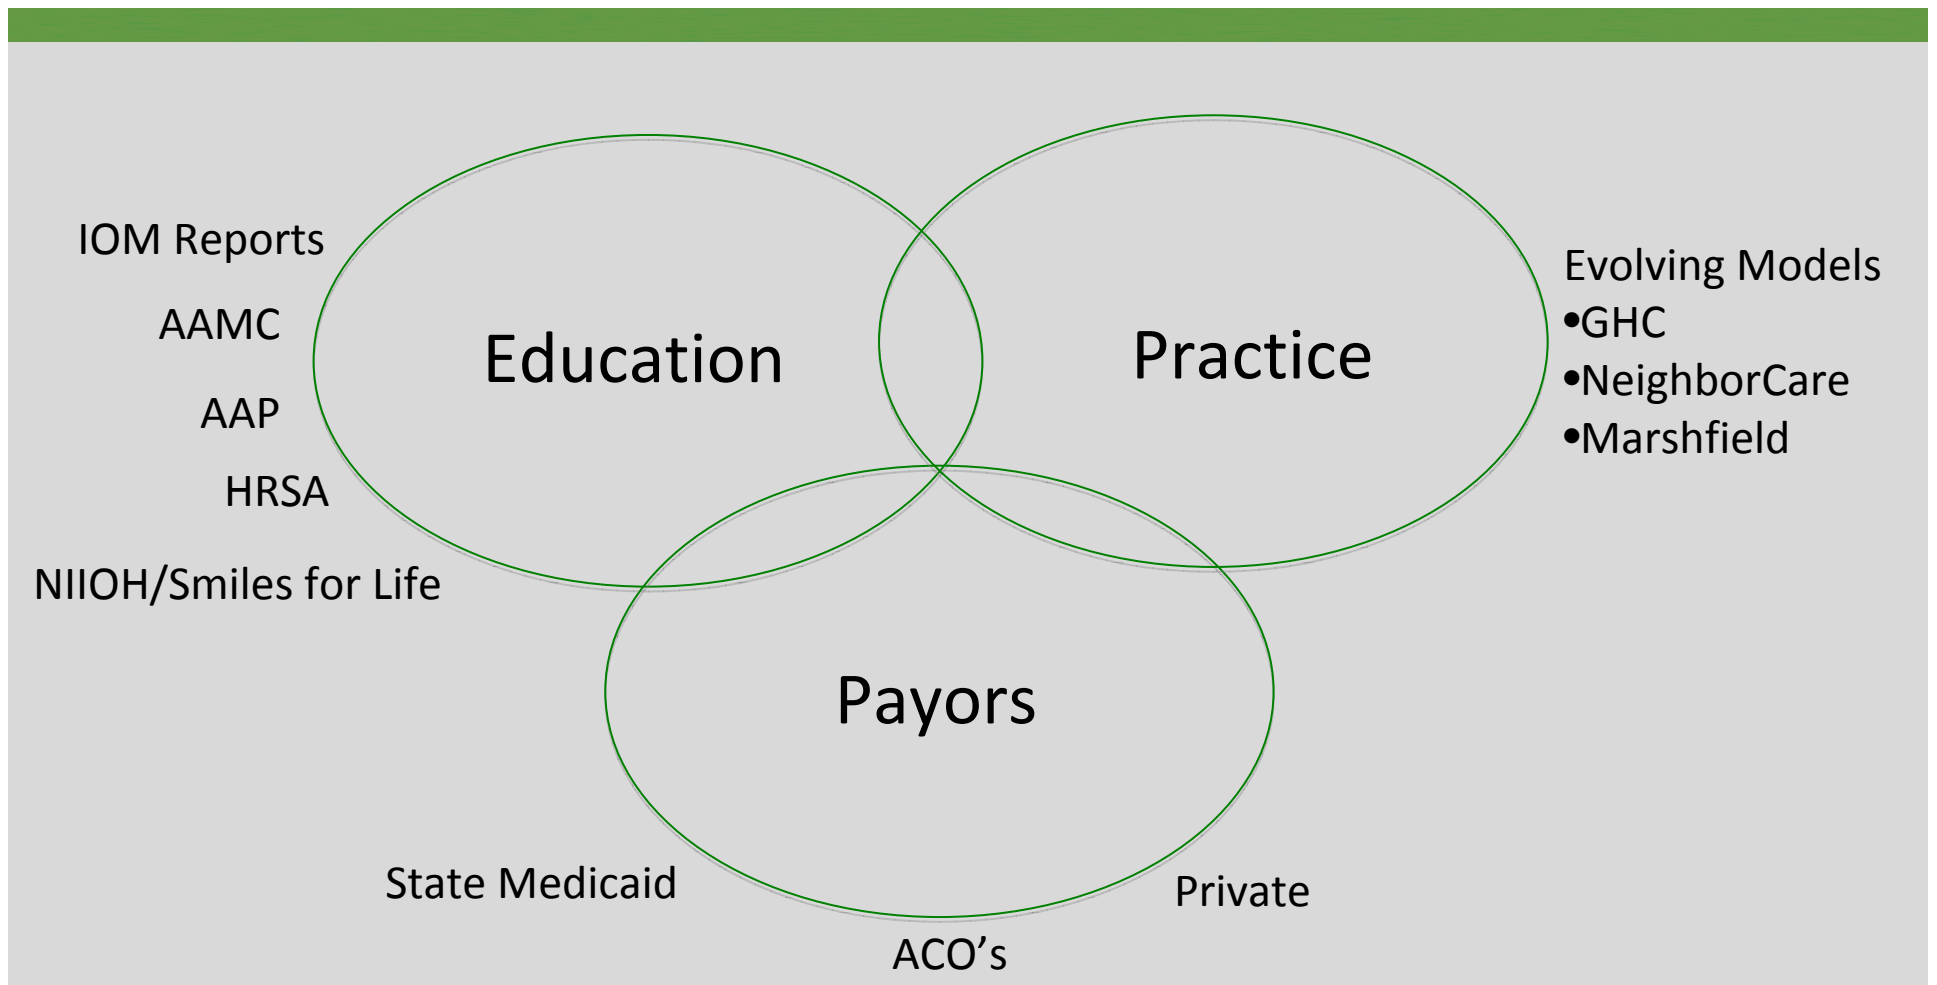 IOM Reports
AAMC
AAP
HRSA
NIIOH/Smiles for Life
Education
Practice
Evolving Models
•GHC
•NeighborCare
•Marshfield
Payors
State Medicaid
ACO’s
Private